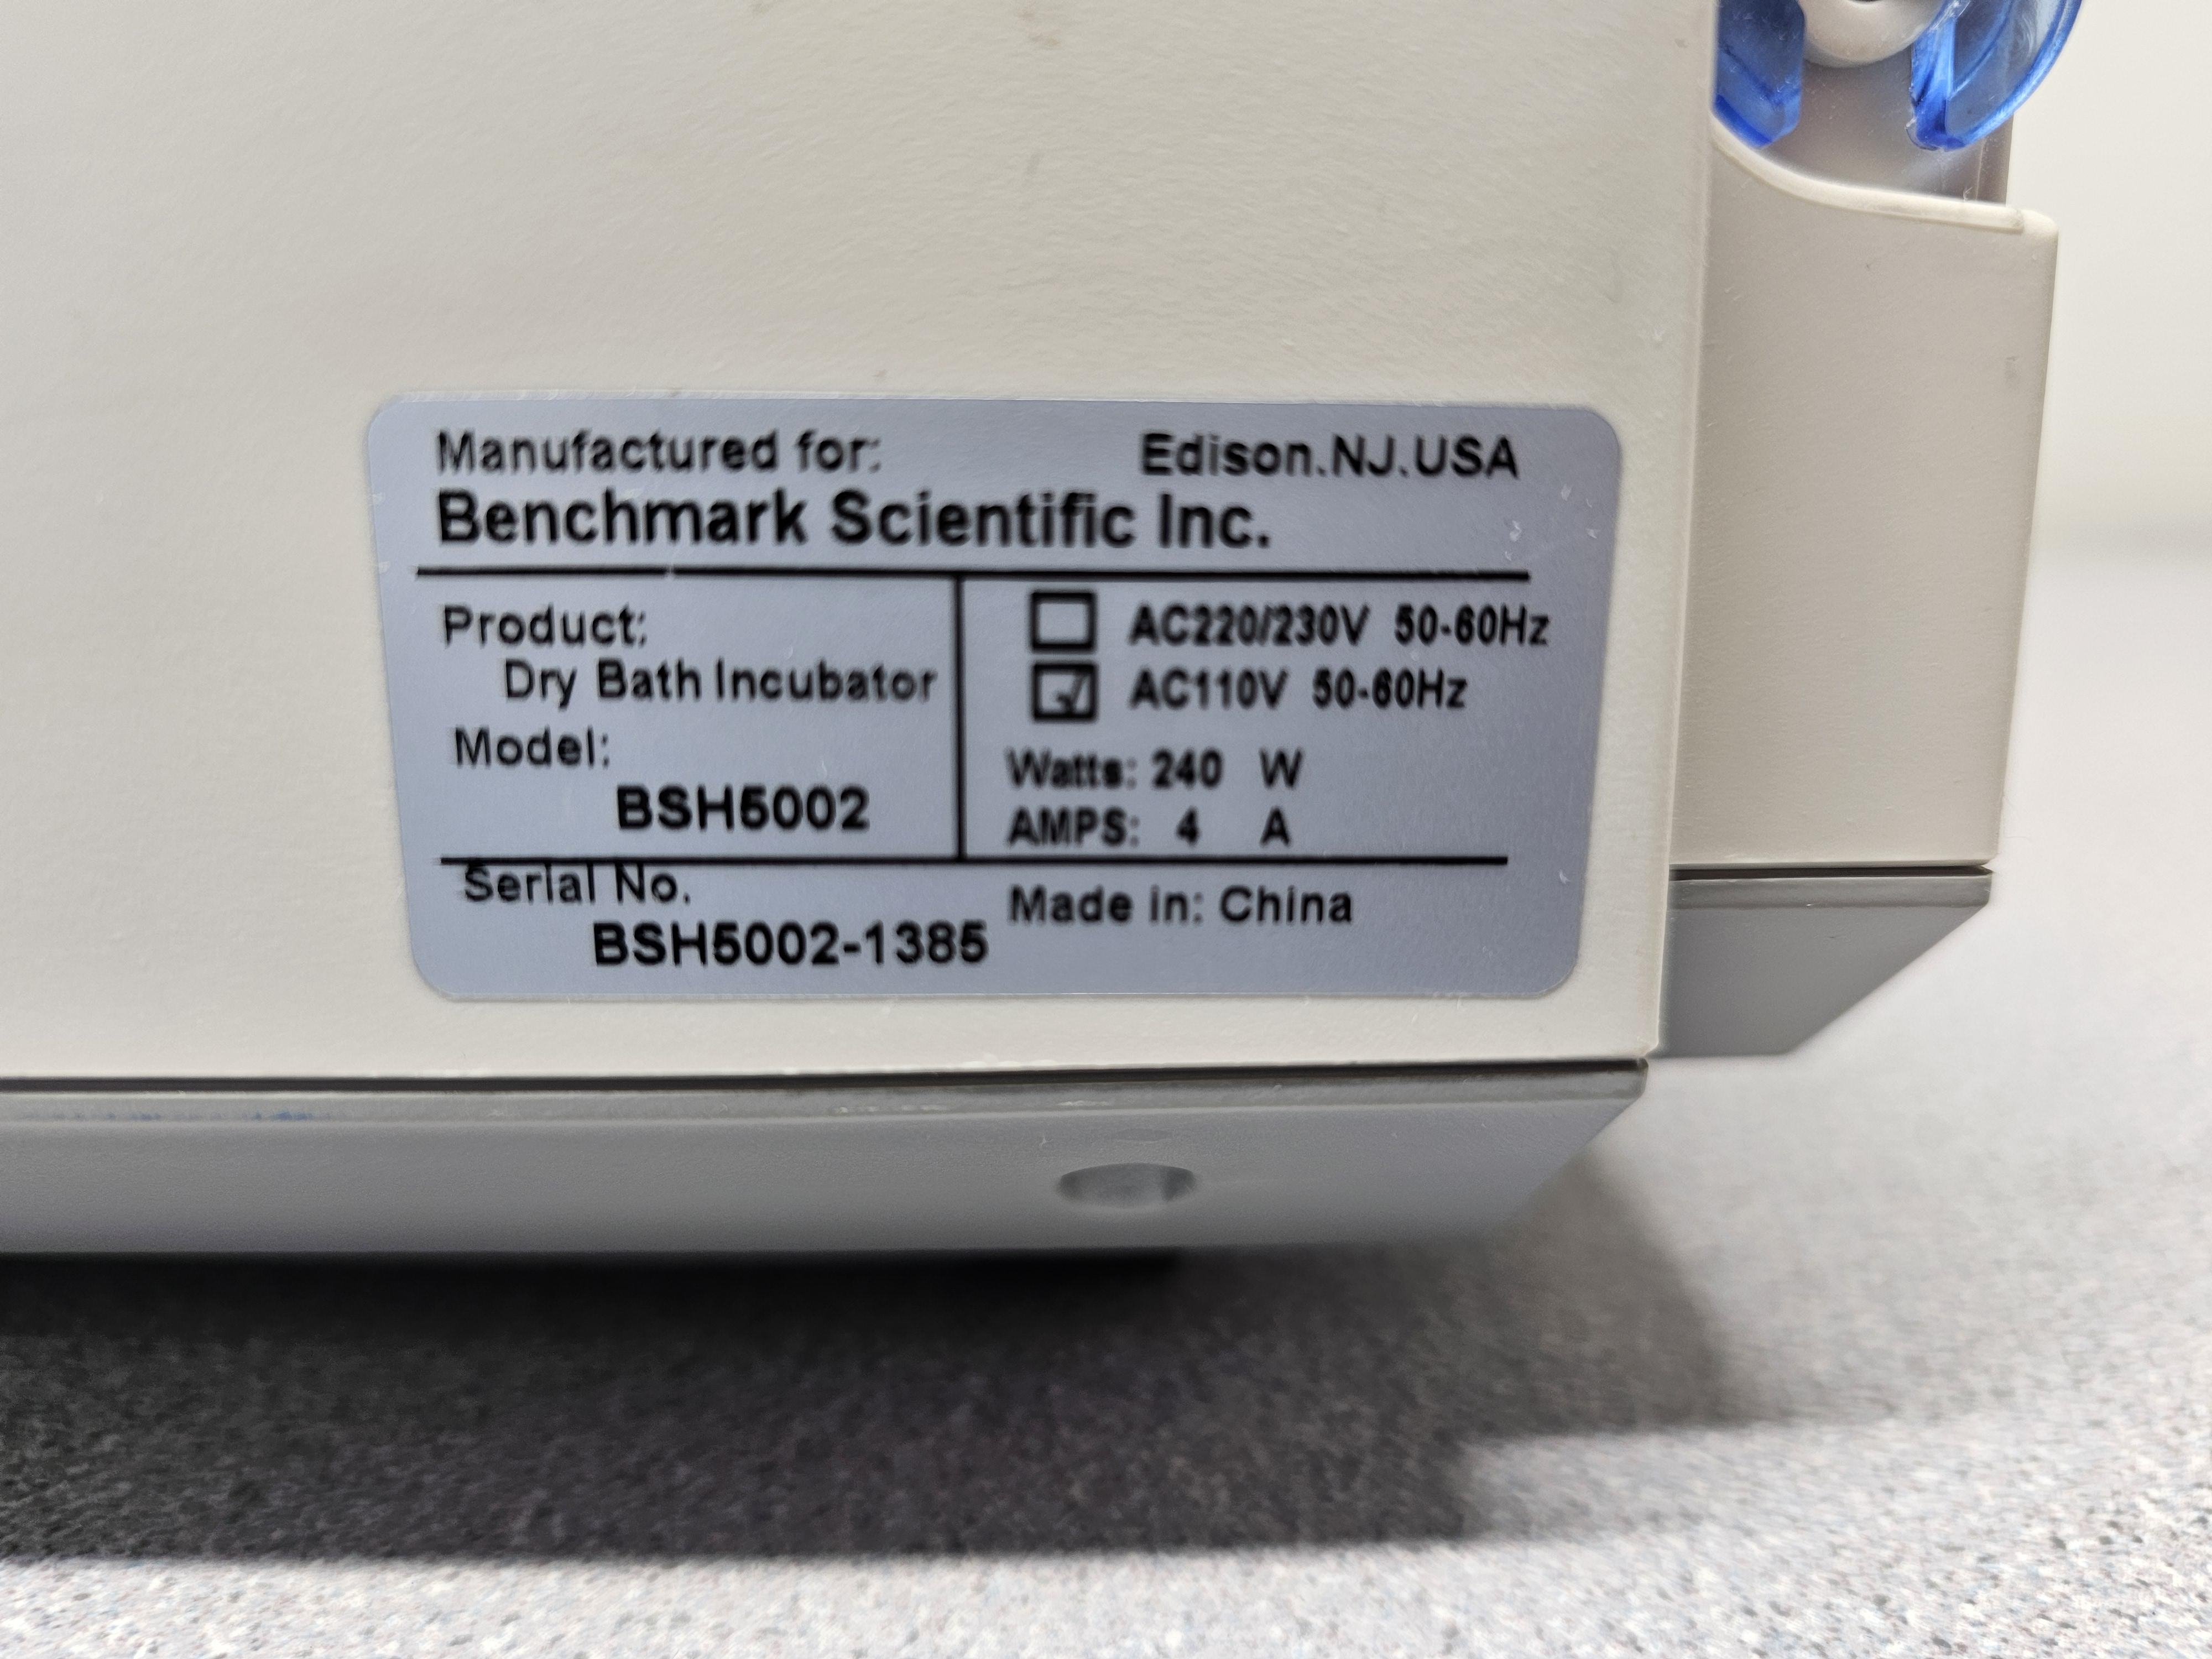 Manufactured for: Edison.NJ.USA
Benchmark Scientific Inc.
Product:
Dry Bath Incubator
Model:
BSH5002
AC220/230V 50-60Hz
AC110V 50-60Hz
Watts: 240 W
AMPS: 4 A
Serial No.
BSH5002-1385
Made in: China